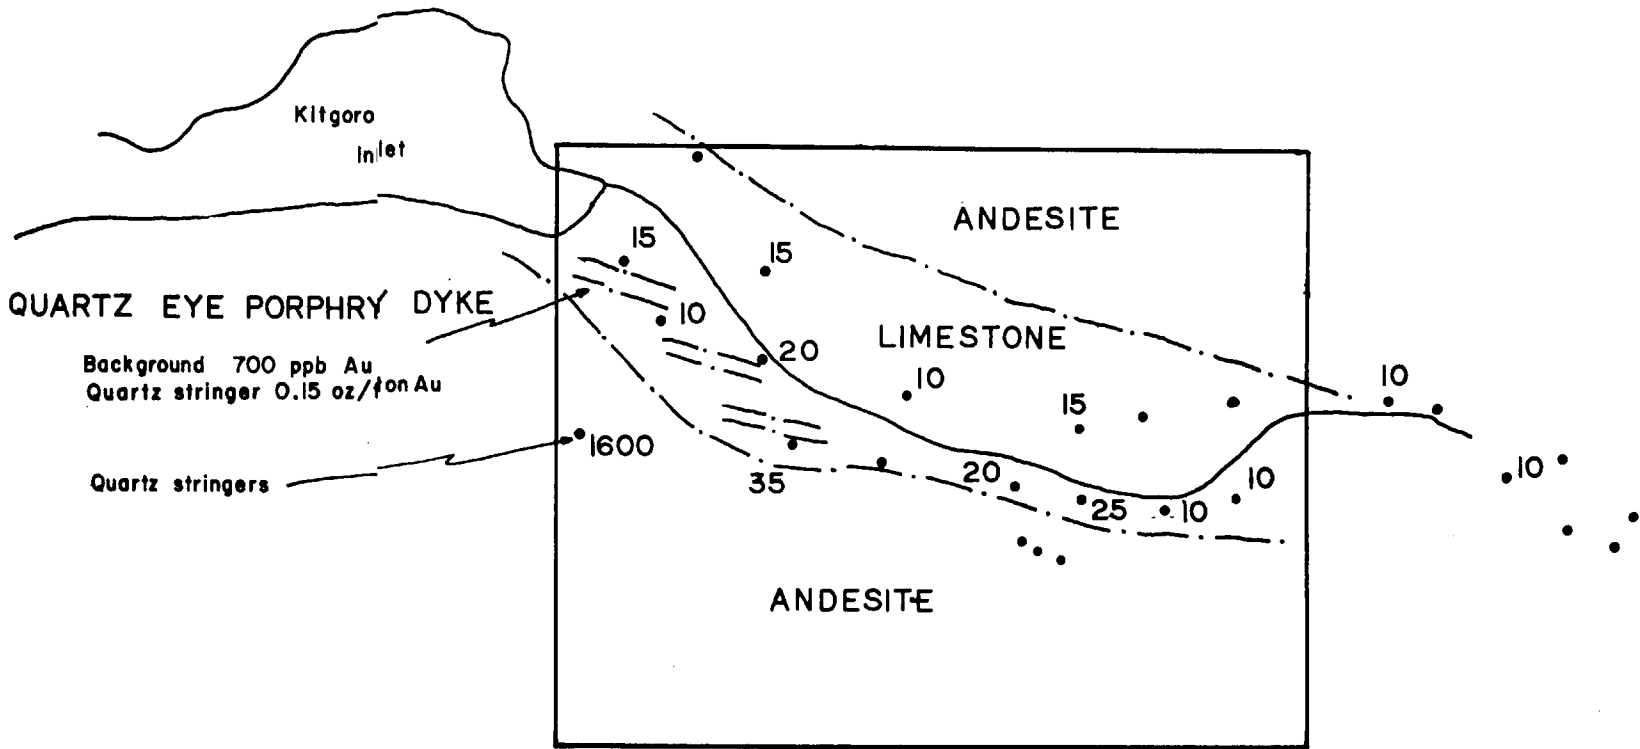 Kitgoro
Inlet
ANDESITE
15
15
QUARTZ EYE PORPHRY DYKE
10
LIMESTONE
20
Background 700 ppb Au
Quartz stringer 0.15 oz/ton Au
10
10
15
1600
Quartz stringers
35
20
10
10
25
10
ANDESITE